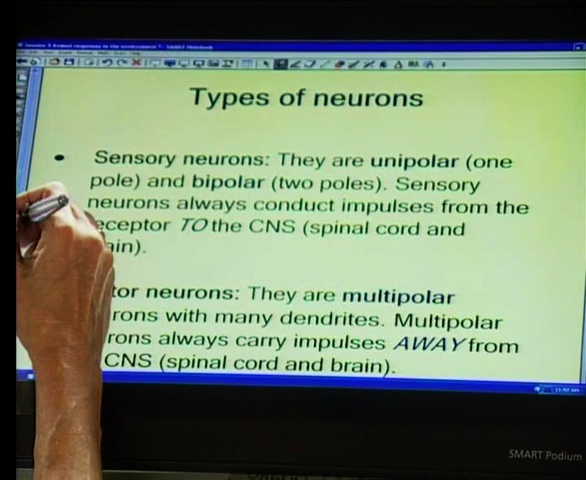 Types of neurons
• Sensory neurons: They are unipolar (one
pole) and bipolar (two poles). Sensory
neurons always conduct impulses from the
eceptor TO the CNS (spinal cord and
ain).
tor neurons: They are multipolar
rons with many dendrites. Multipolar
rons always carry impulses AWAY from
CNS (spinal cord and brain).
SMART Podium